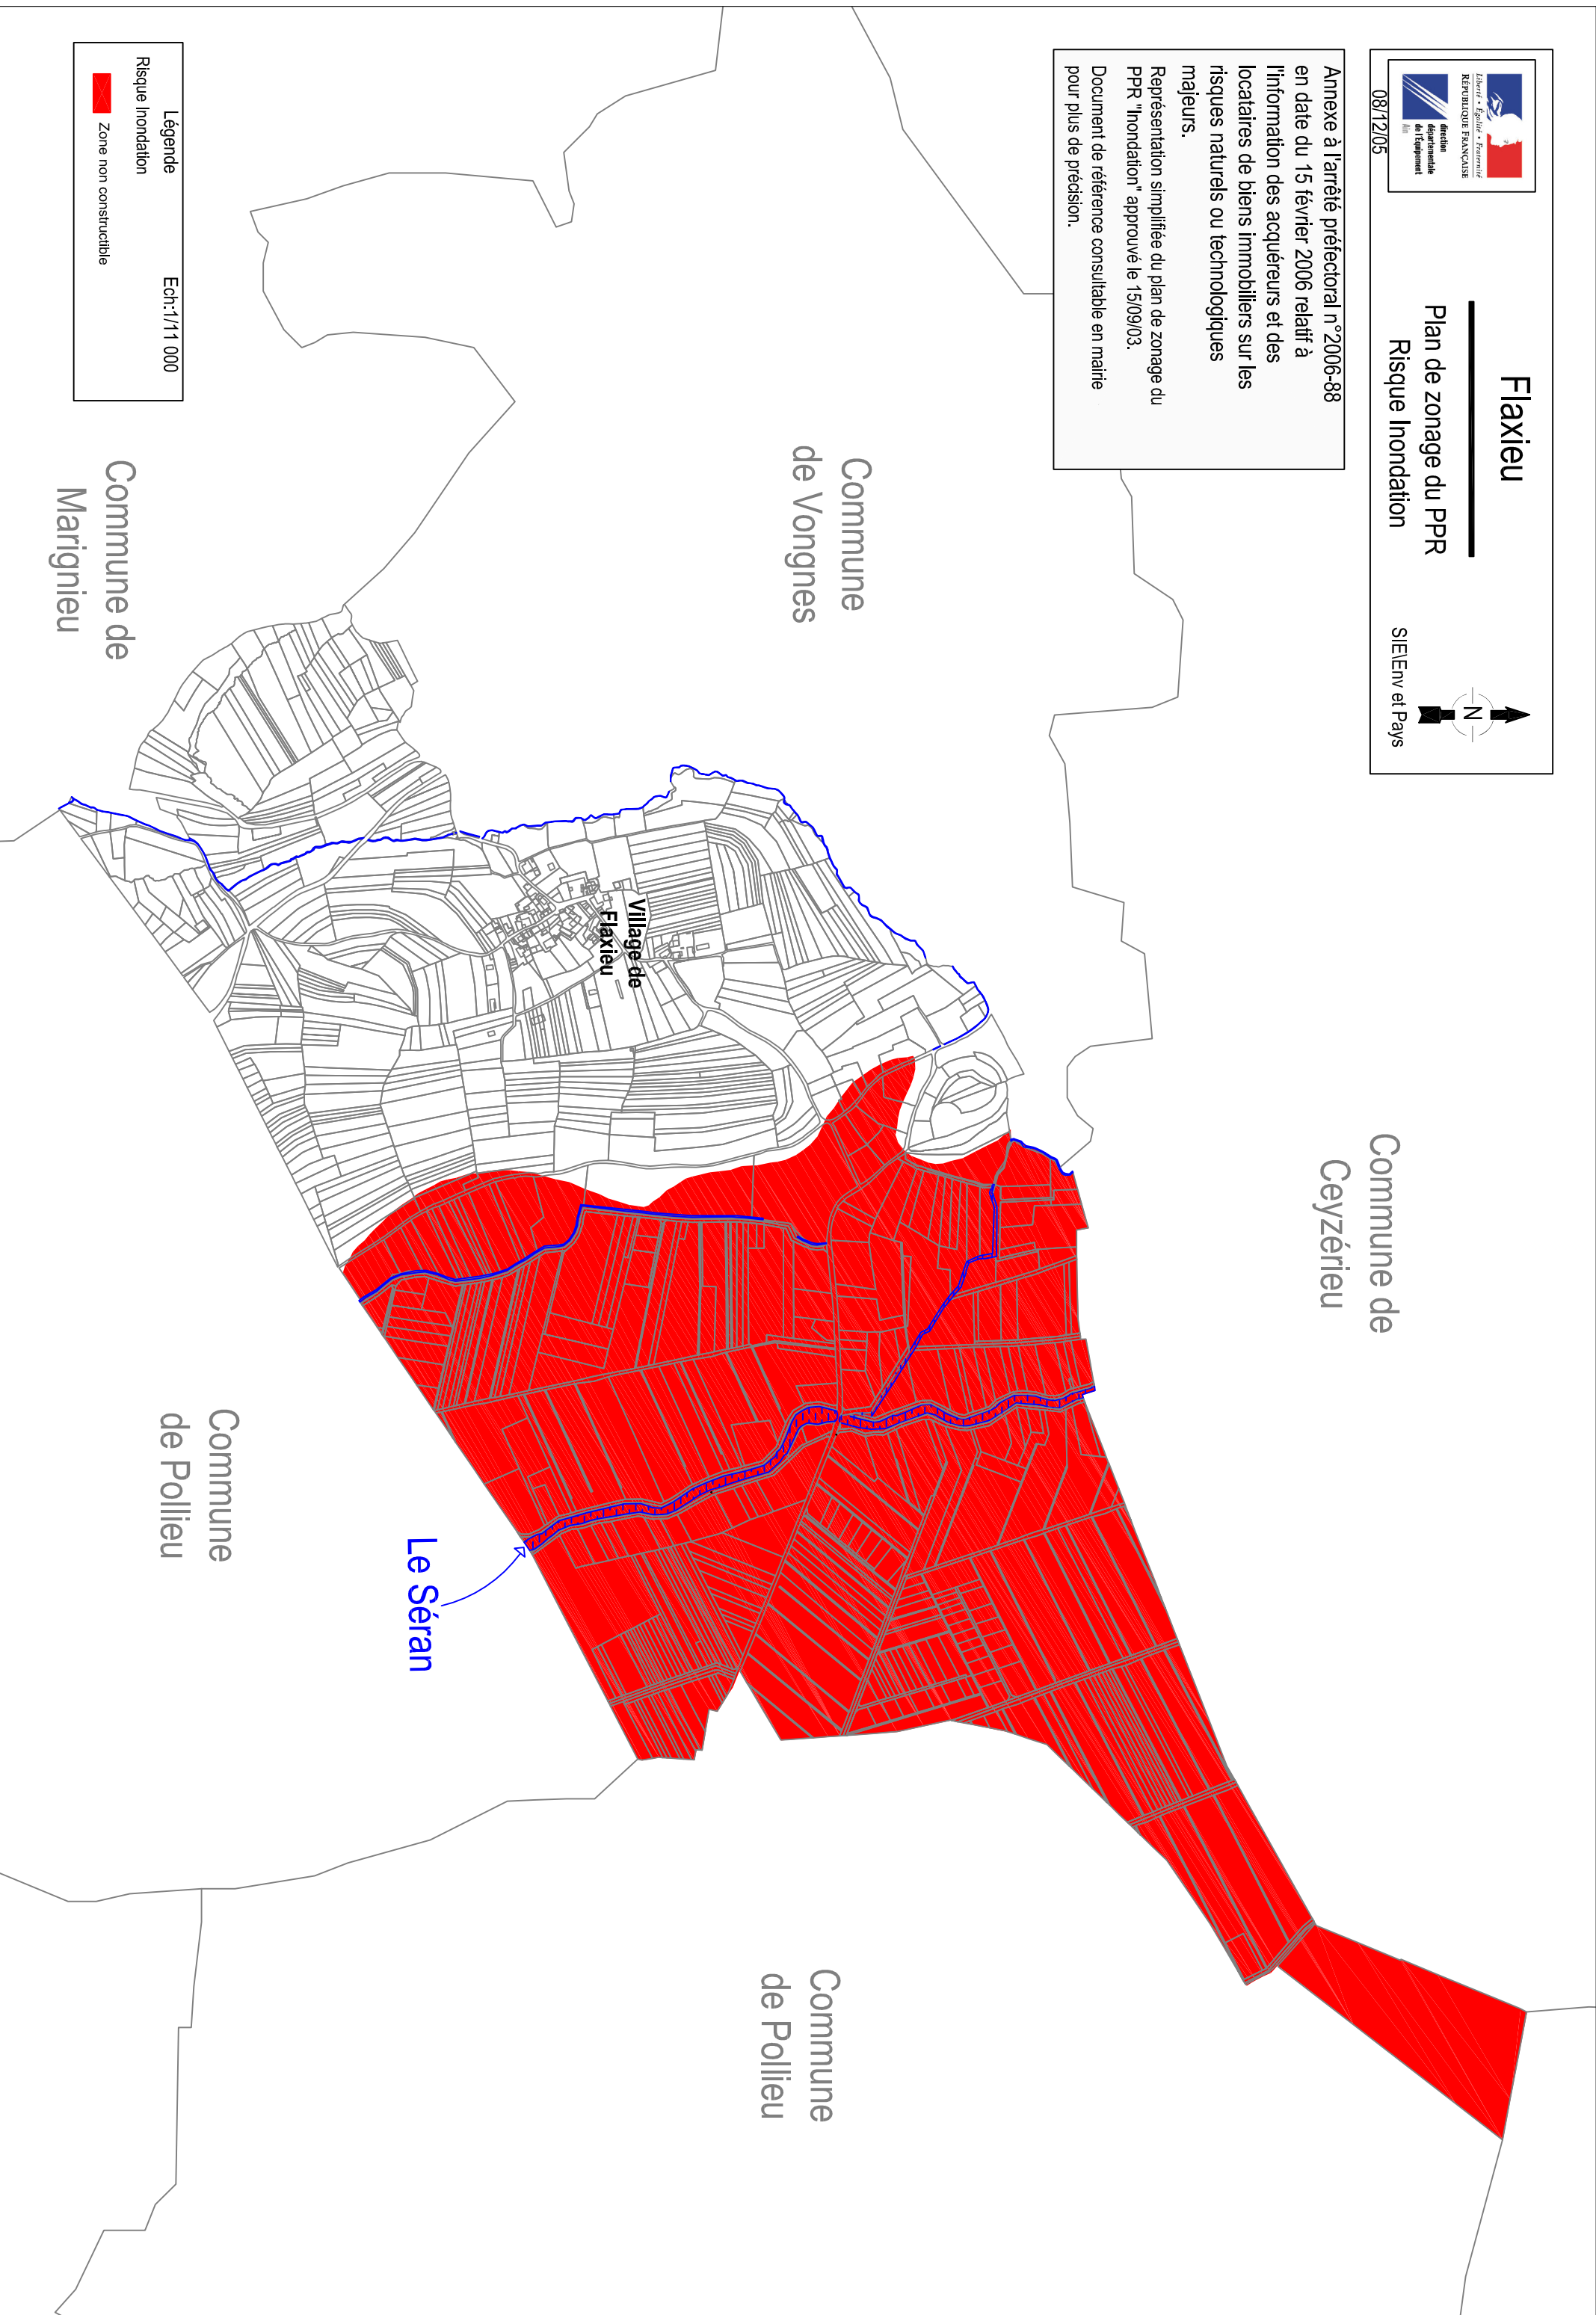 Liberté • Égalité • Fraternité
RÉPUBLIQUE FRANÇAISE
direction
départementale
de l'Équipement
Ain
08/12/05
Flaxieu
Plan de zonage du PPR
Risque Inondation
N
SIE\Env et Pays
Annexe à l'arrêté préfectoral n°2006-88
en date du 15 février 2006 relatif à
l'information des acquéreurs et des
locataires de biens immobiliers sur les
risques naturels ou technologiques
majeurs.
Représentation simplifiée du plan de zonage du
PPR "Inondation" approuvé le 15/09/03.
Document de référence consultable en mairie
pour plus de précision.
Commune de
Ceyzérieu
Commune
de Vongnes
Village de
Flaxieu
Commune
de Pollieu
Le Séran
Commune
de Pollieu
Commune de
Marignieu
Légende
Ech:1/11 000
Risque Inondation
Zone non constructible